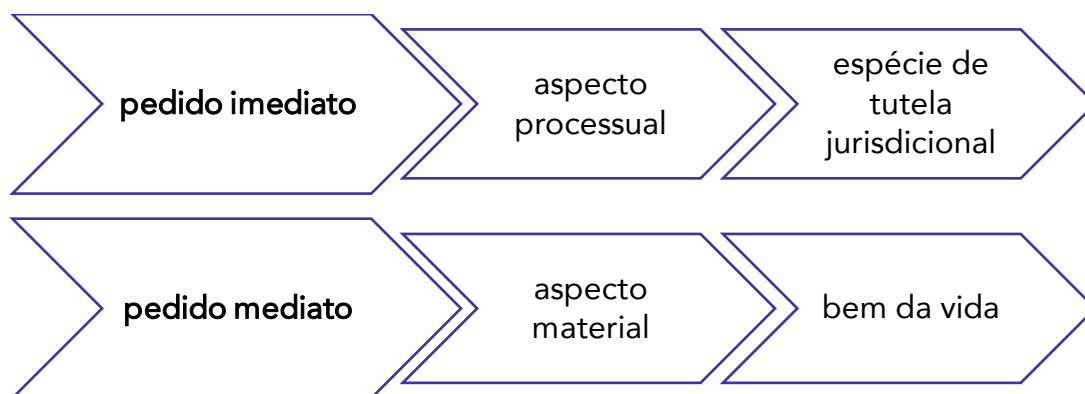 pedido imediato
aspecto
processual
espécie de
tutela
jurisdicional
pedido mediato
aspecto
material
bem da vida